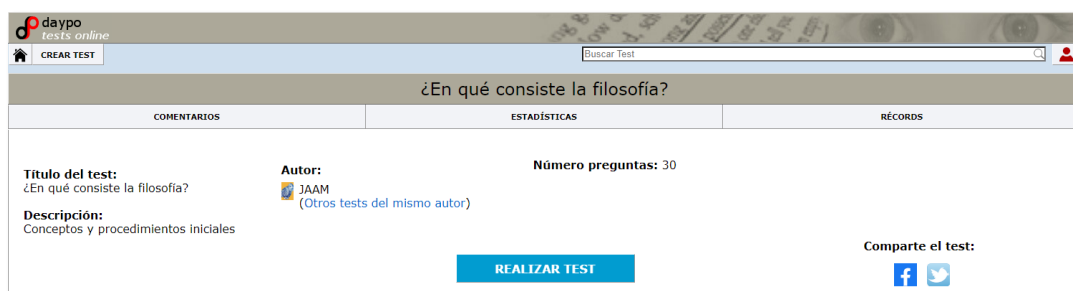 daypo
tests online
CREAR TEST
Buscar Test
¿En qué consiste la filosofía?
COMENTARIOS
ESTADÍSTICAS
RÉCORDS
Título del test:
¿En qué consiste la filosofía?
Descripción:
Conceptos y procedimientos iniciales
Autor:
JAAM
(Otros tests del mismo autor)
Número preguntas: 30
REALIZAR TEST
Comparte el test: